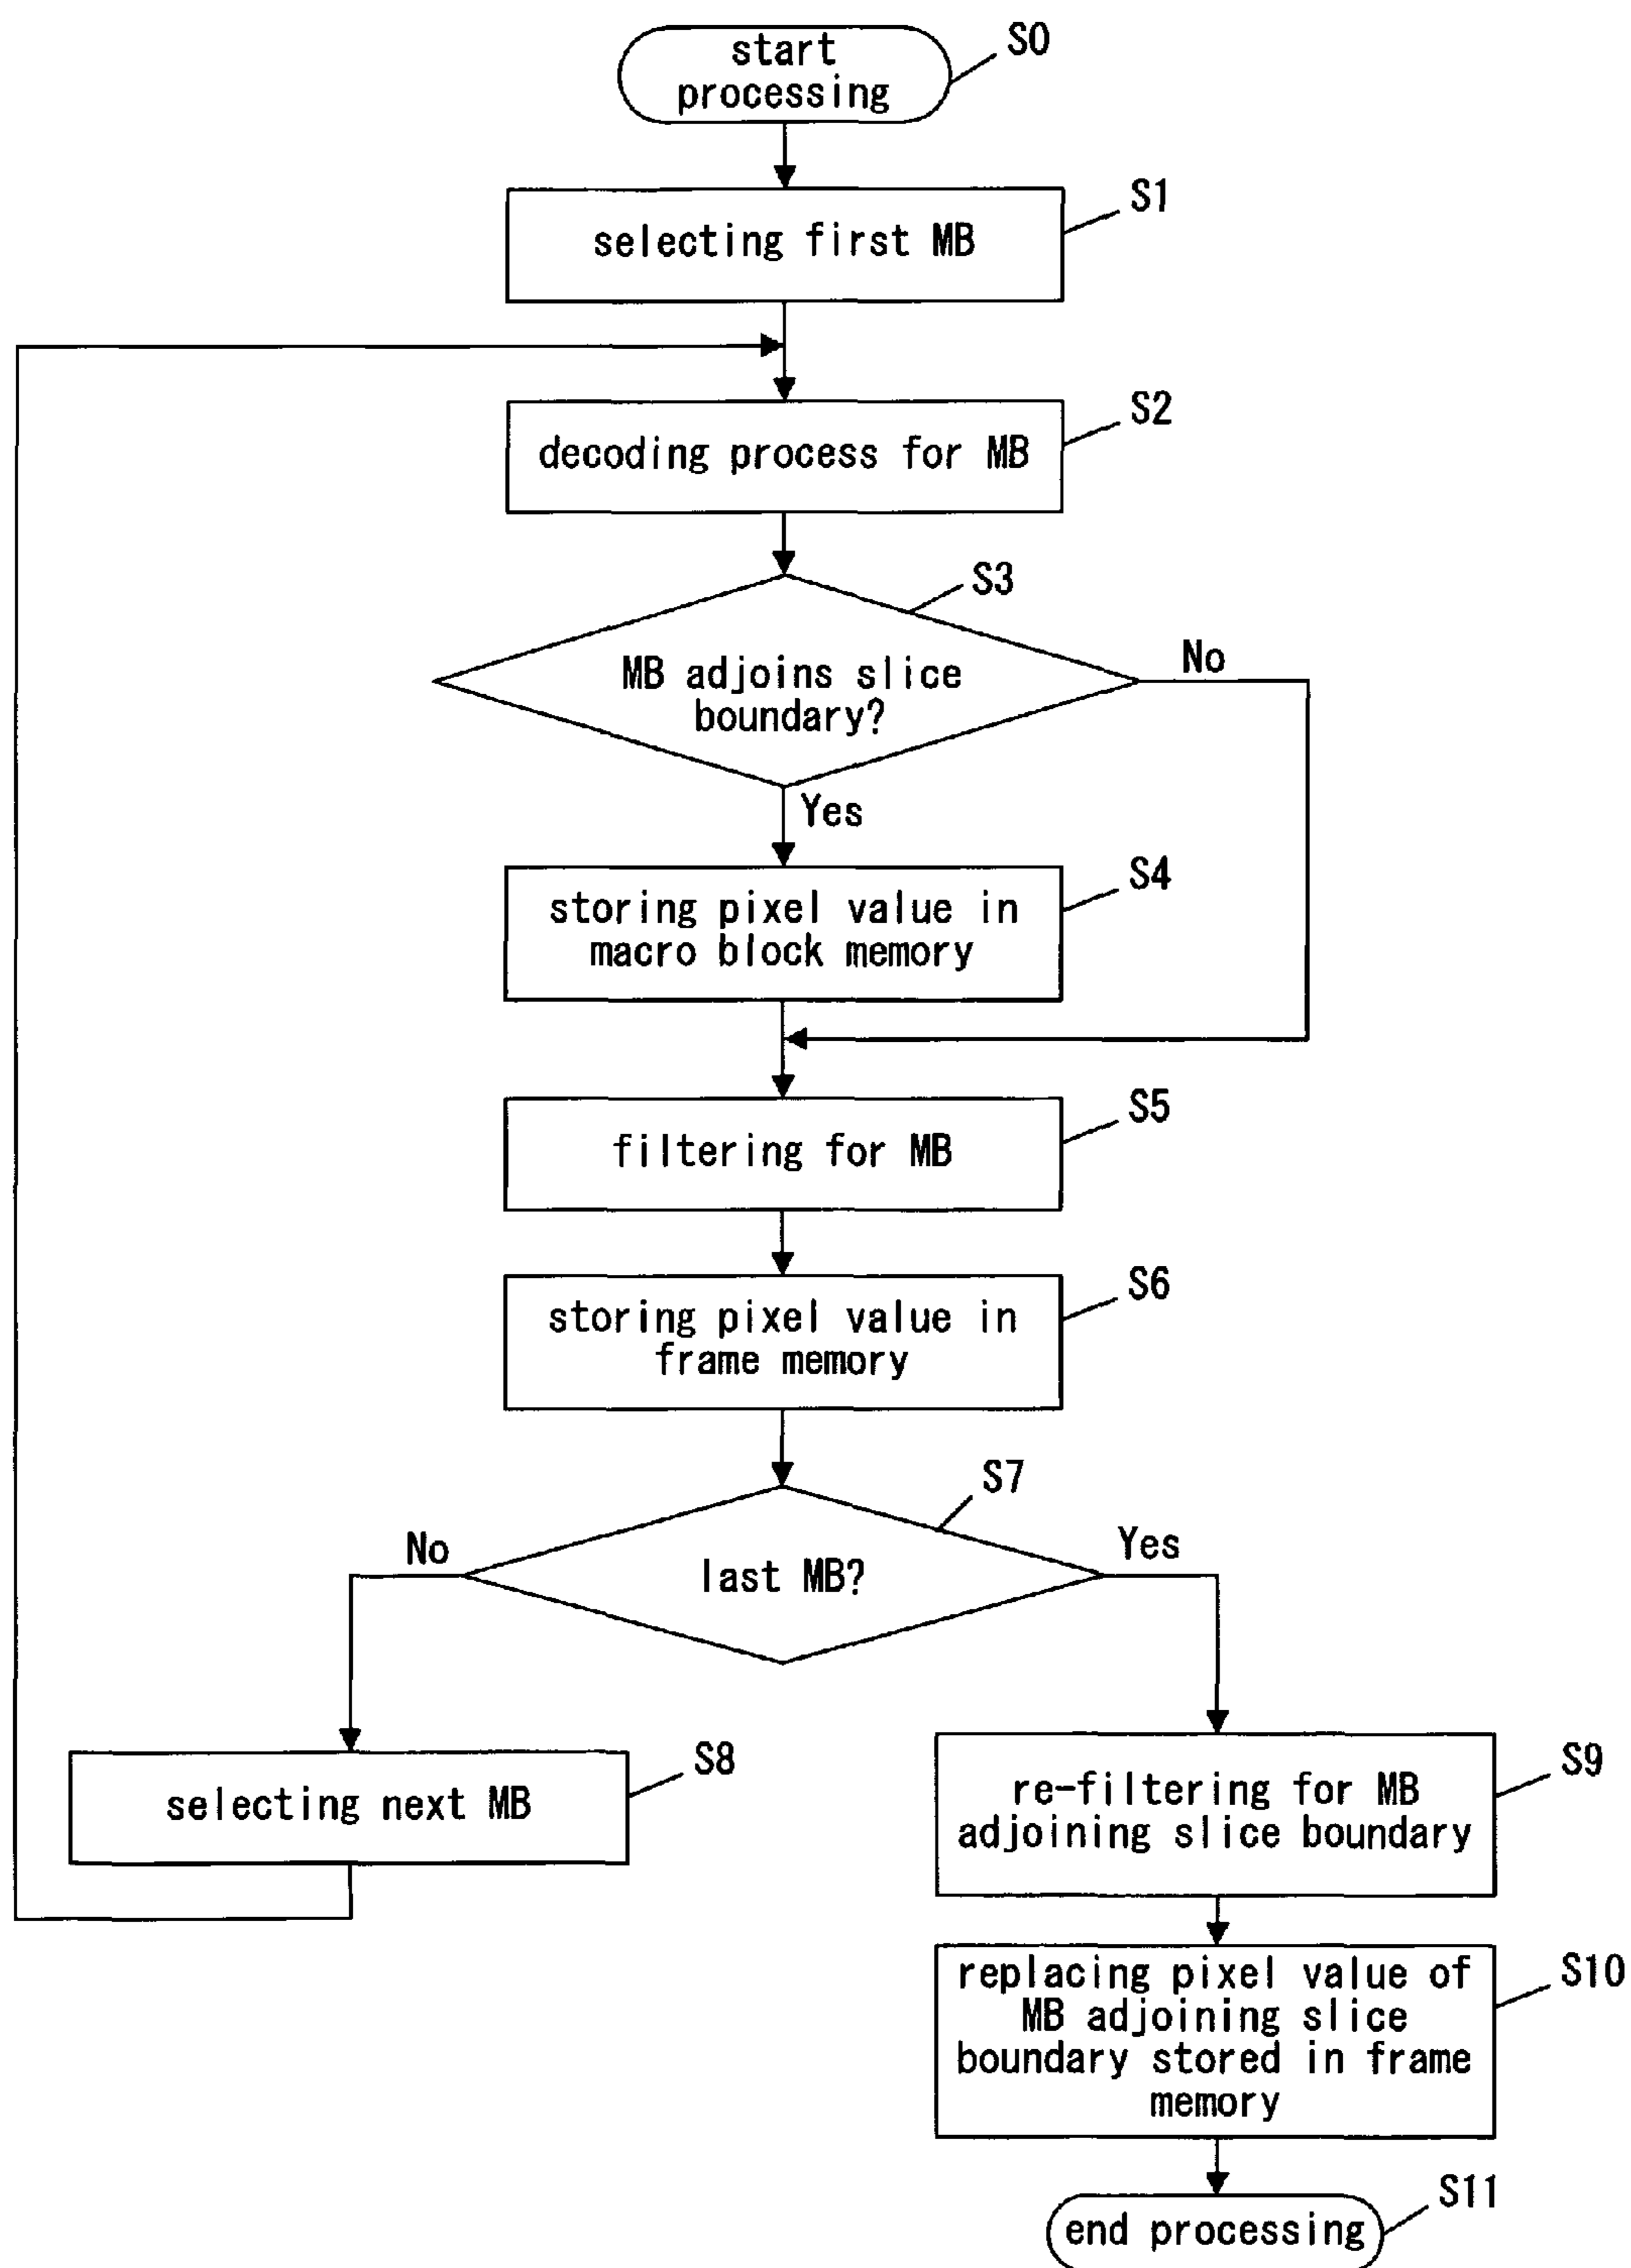 start
processing
S0
selecting first MB
S1
decoding process for MB
S2
MB adjoins slice
boundary?
S3
No
Yes
storing pixel value in
macro block memory
S4
filtering for MB
S5
storing pixel value in
frame memory
S6
last MB?
S7
No
Yes
selecting next MB
S8
re-filtering for MB
adjoining slice boundary
S9
replacing pixel value of
MB adjoining slice
boundary stored in frame
memory
S10
end processing
S11